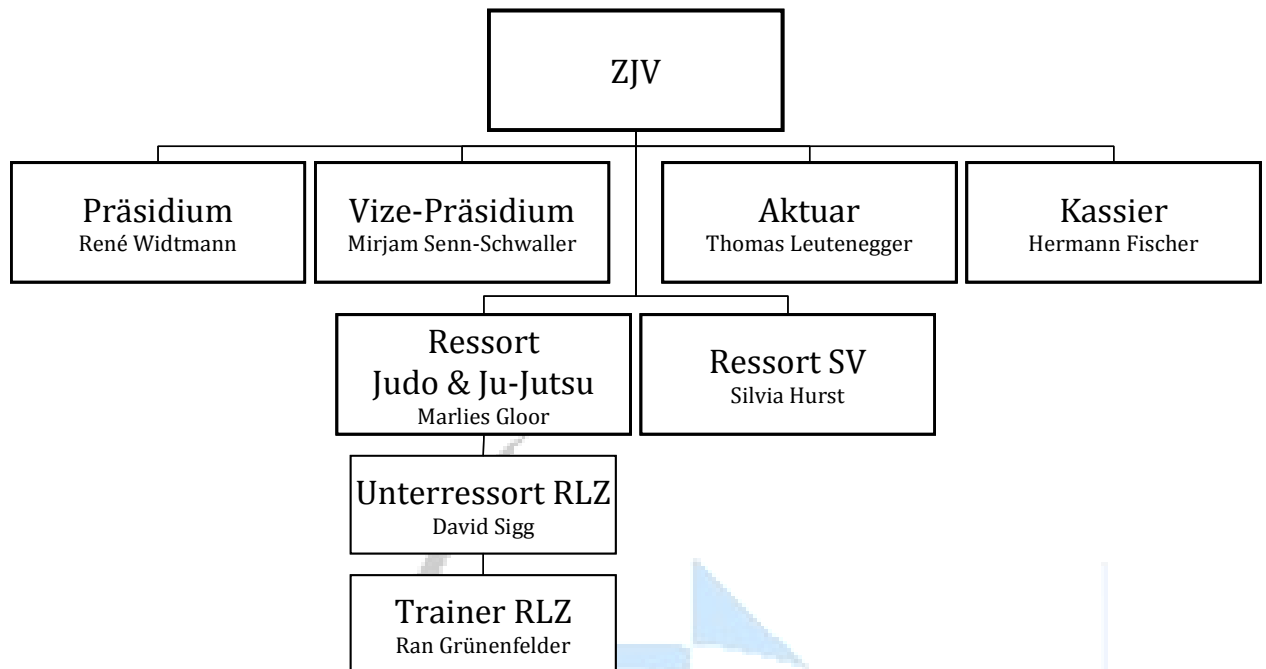 ZJV
Präsidium
René Widtmann
Vize-Präsidium
Mirjam Senn-Schwaller
Aktuar
Thomas Leutenegger
Kassier
Hermann Fischer
Ressort
Judo & Ju-Jutsu
Marlies Gloor
Ressort SV
Silvia Hurst
Unterressort RLZ
David Sigg
Trainer RLZ
Ran Grünenfelder